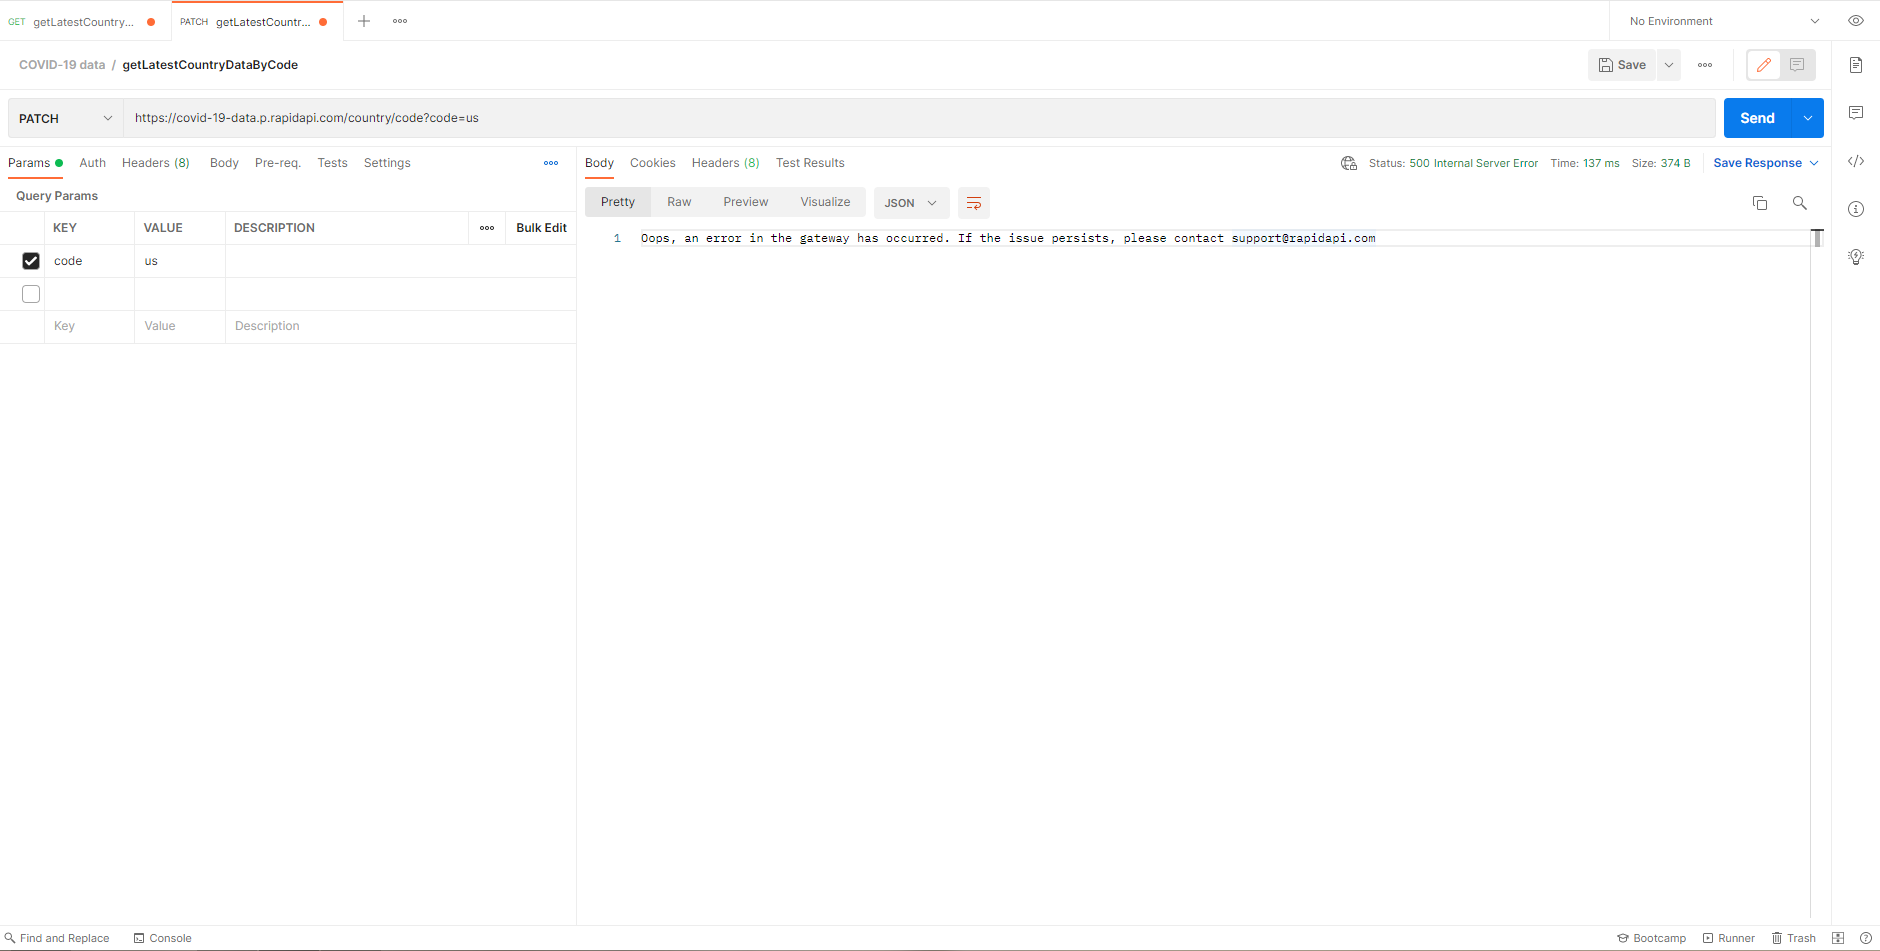 GET getLatestCountry... PATCH getLatestCountr... No Environment
COVID-19 data / getLatestCountryDataByCode Save
PATCH https://covid-19-data.p.rapidapi.com/country/code?code=us Send
Params Auth Headers (8) Body Pre-req. Tests Settings
Query Params
KEY VALUE DESCRIPTION Bulk Edit
code us
Key Value Description
Body Cookies Headers (8) Test Results Status: 500 Internal Server Error Time: 137 ms Size: 374 B Save Response
Pretty Raw Preview Visualize JSON
1 Oops, an error in the gateway has occurred. If the issue persists, please contact support@rapidapi.com
Find and Replace Console Bootcamp Runner Trash